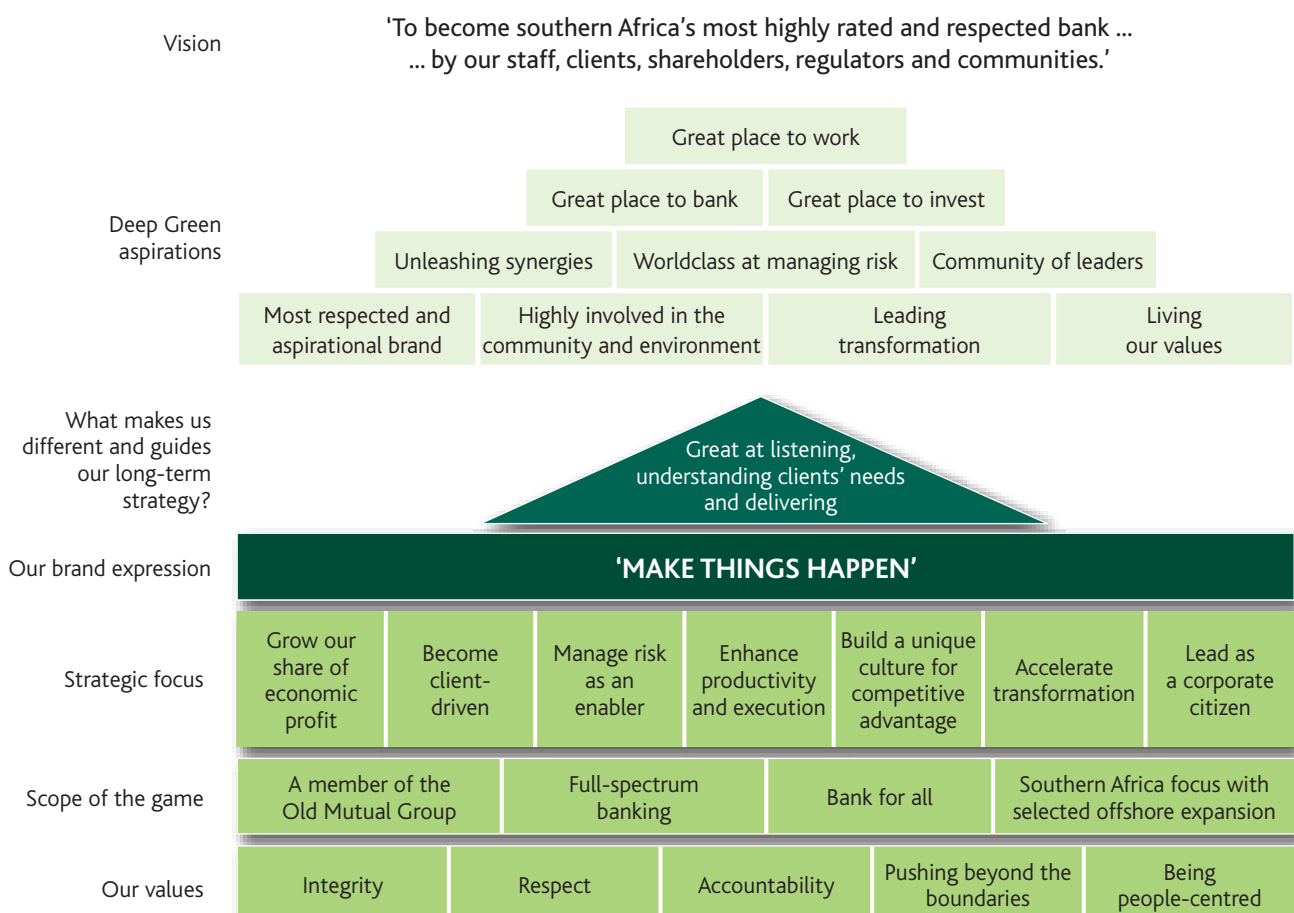 Vision
‘To become southern Africa’s most highly rated and respected bank ...
... by our staff, clients, shareholders, regulators and communities.’
Deep Green
aspirations
Great place to work
Great place to bank
Great place to invest
Unleashing synergies
Worldclass at managing risk
Community of leaders
Most respected and
aspirational brand
Highly involved in the
community and environment
Leading
transformation
Living
our values
What makes us
different and guides
our long-term
strategy?
Great at listening,
understanding clients’ needs
and delivering
Our brand expression
‘MAKE THINGS HAPPEN’
Strategic focus
Grow our
share of
economic
profit
Become
client-
driven
Manage risk
as an
enabler
Enhance
productivity
and execution
Build a unique
culture for
competitive
advantage
Accelerate
transformation
Lead as
a corporate
citizen
Scope of the game
A member of the
Old Mutual Group
Full-spectrum
banking
Bank for all
Southern Africa focus with
selected offshore expansion
Our values
Integrity
Respect
Accountability
Pushing beyond the
boundaries
Being
people-centred